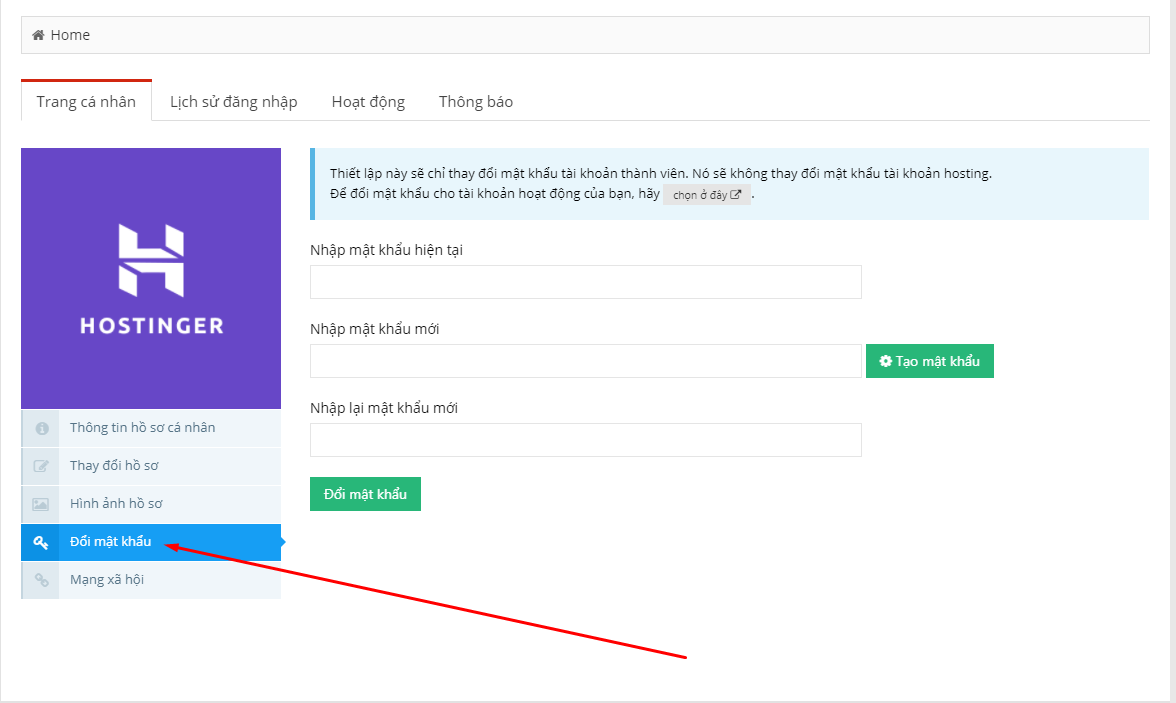 Home
Trang cá nhân Lịch sử đăng nhập Hoạt động Thông báo
HOSTINGER
Thông tin hồ sơ cá nhân
Thay đổi hồ sơ
Hình ảnh hồ sơ
Đổi mật khẩu
Mạng xã hội
Thiết lập này sẽ chỉ thay đổi mật khẩu tài khoản thành viên. Nó sẽ không thay đổi mật khẩu tài khoản hosting.
Để đổi mật khẩu cho tài khoản hoạt động của bạn, hãy chọn ở đây.
Nhập mật khẩu hiện tại
Nhập mật khẩu mới
Tạo mật khẩu
Nhập lại mật khẩu mới
Đổi mật khẩu